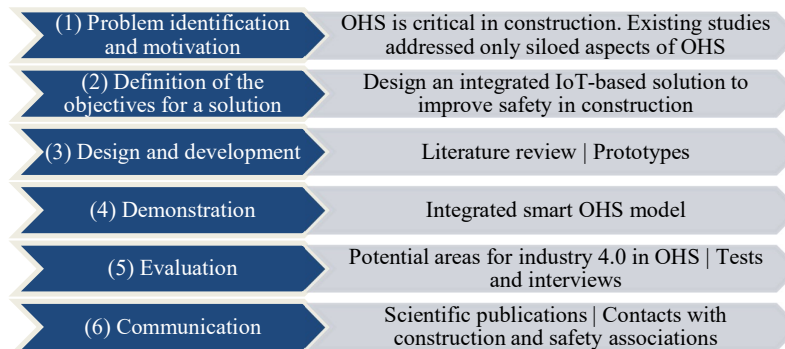 (1) Problem identification
and motivation
OHS is critical in construction. Existing studies
addressed only siloed aspects of OHS
(2) Definition of the
objectives for a solution
Design an integrated IoT-based solution to
improve safety in construction
(3) Design and development
Literature review | Prototypes
(4) Demonstration
Integrated smart OHS model
(5) Evaluation
Potential areas for industry 4.0 in OHS | Tests
and interviews
(6) Communication
Scientific publications | Contacts with
construction and safety associations